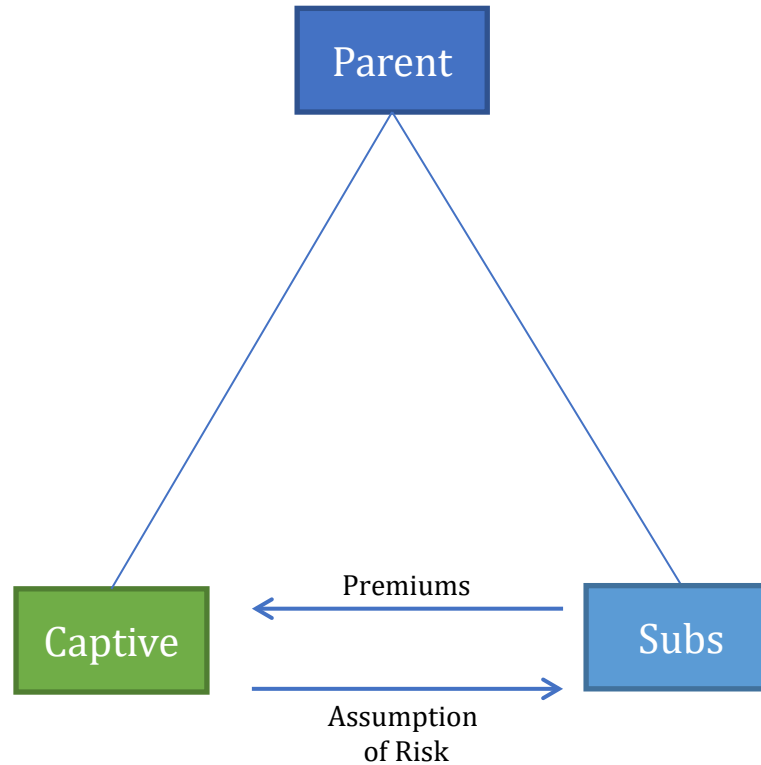 Parent
Premiums
Captive
Subs
Assumption
of Risk